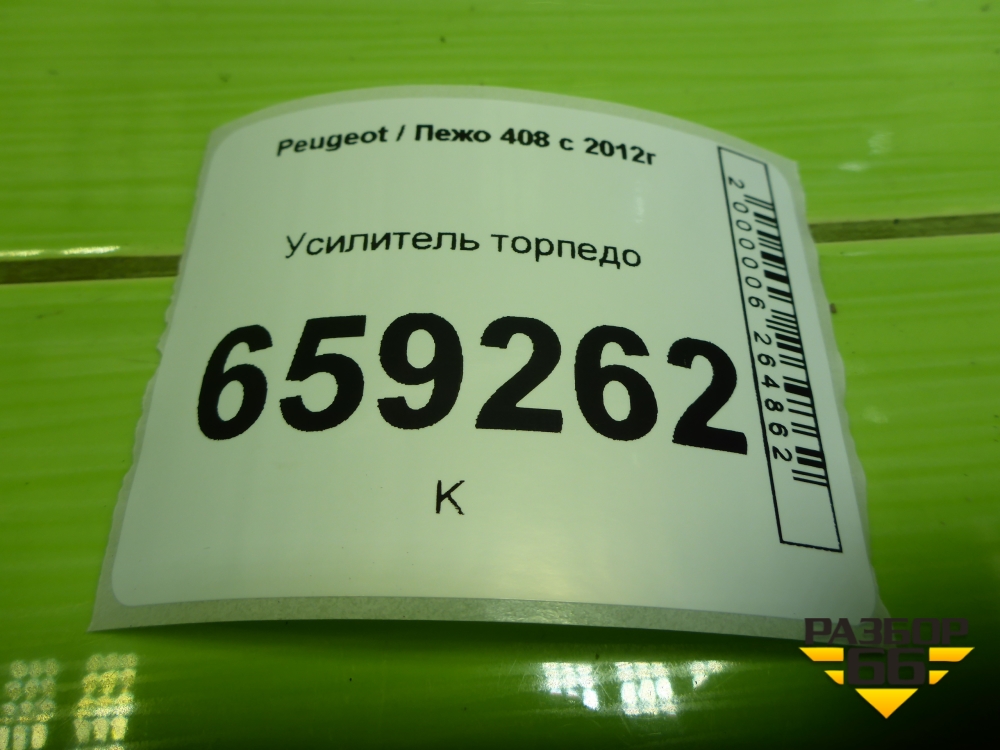 Peugeot / Пежо 408 с 2012г
Усилитель торпедо
659262
К
2000006264862
РАЗБОР
66